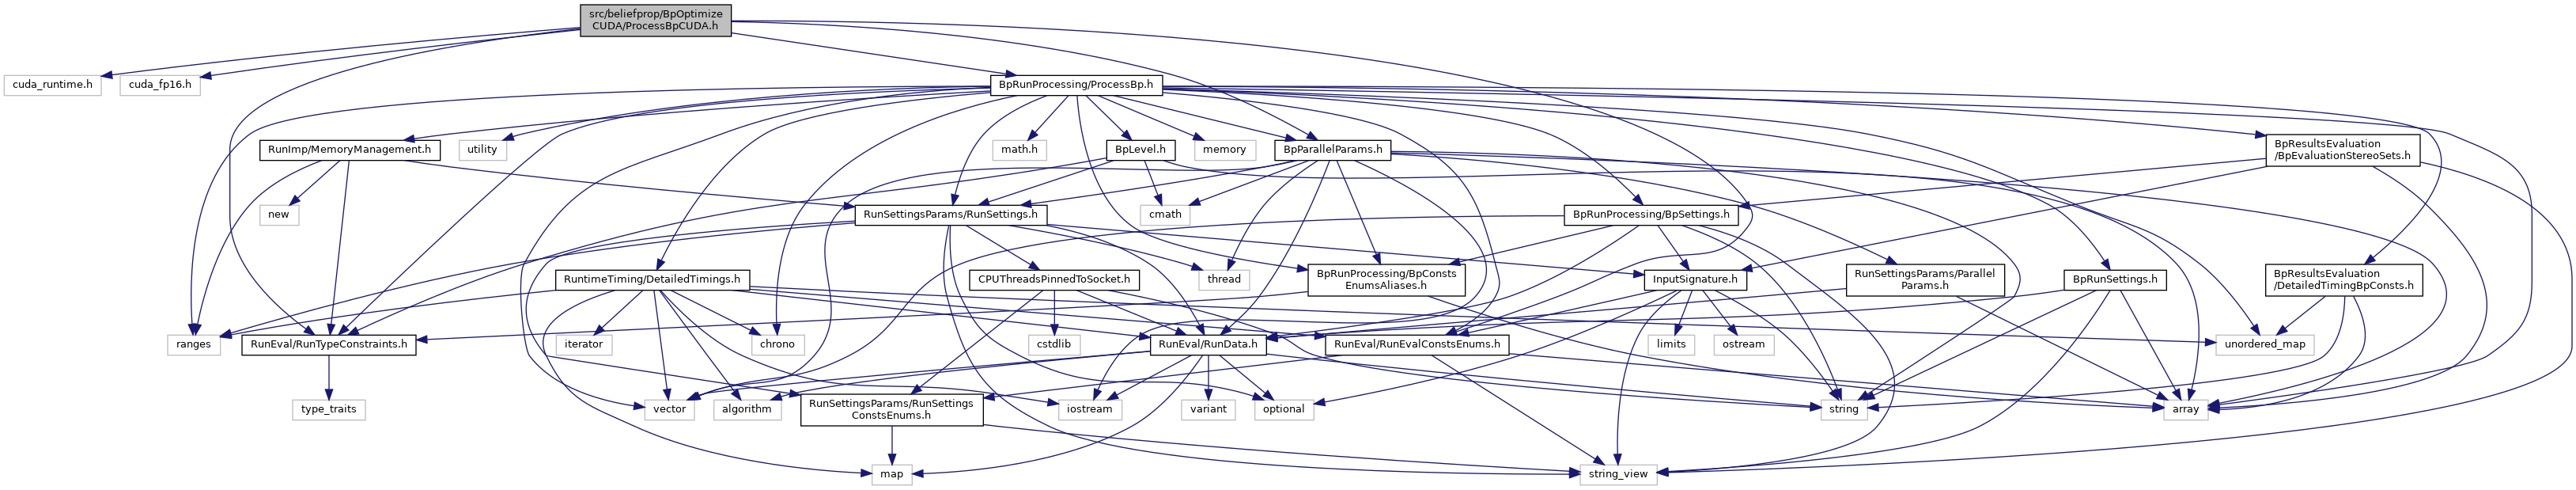 src/beliefprop/BpOptimize
CUDA/ProcessBpCUDA.h
cuda_runtime.h
cuda_fp16.h
BpRunProcessing/ProcessBp.h
RunImp/MemoryManagement.h
utility
math.h
BpLevel.h
memory
BpParallelParams.h
BpResultsEvaluation
/BpEvaluationStereoSets.h
new
RunSettingsParams/RunSettings.h
cmath
BpRunProcessing/BpSettings.h
RuntimeTiming/DetailedTimings.h
CPUThreadsPinnedToSocket.h
thread
BpRunProcessing/BpConsts
EnumsAliases.h
InputSignature.h
RunSettingsParams/Parallel
Params.h
BpRunSettings.h
BpResultsEvaluation
/DetailedTimingBpConsts.h
ranges
RunEval/RunTypeConstraints.h
iterator
chrono
cstdlib
RunEval/RunData.h
RunEval/RunEvalConstsEnums.h
limits
ostream
unordered_map
type_traits
vector
algorithm
RunSettingsParams/RunSettings
ConstsEnums.h
iostream
variant
optional
string
array
map
string_view